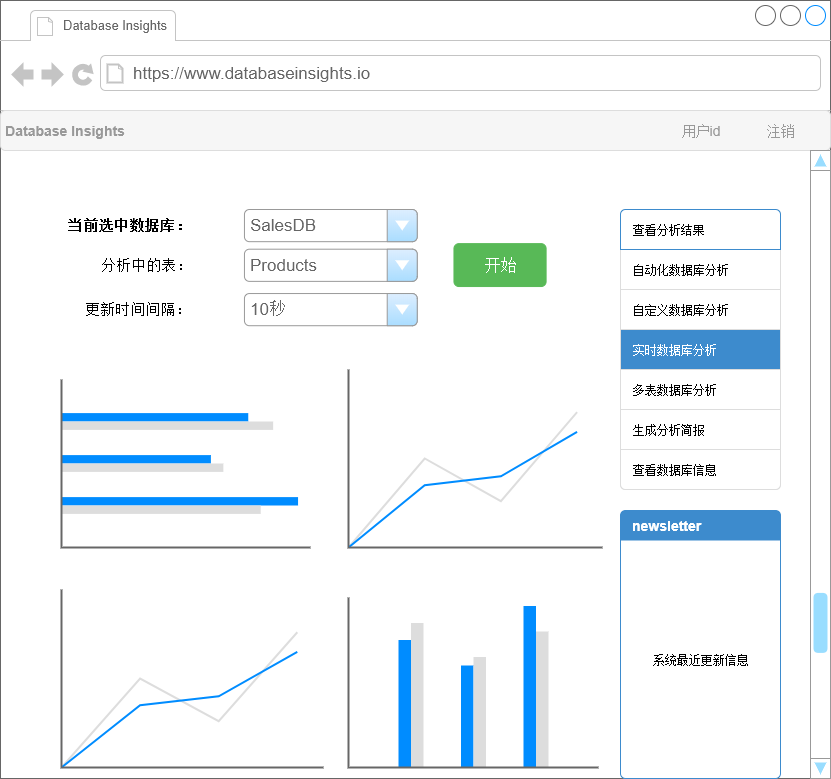 Database Insights
https://www.databaseinsights.io
Database Insights
用户id
注销
当前选中数据库：
SalesDB
分析中的表：
Products
开始
更新时间间隔：
10秒
查看分析结果
自动化数据库分析
自定义数据库分析
实时数据库分析
多表数据库分析
生成分析简报
查看数据库信息
newsletter
系统最近更新信息